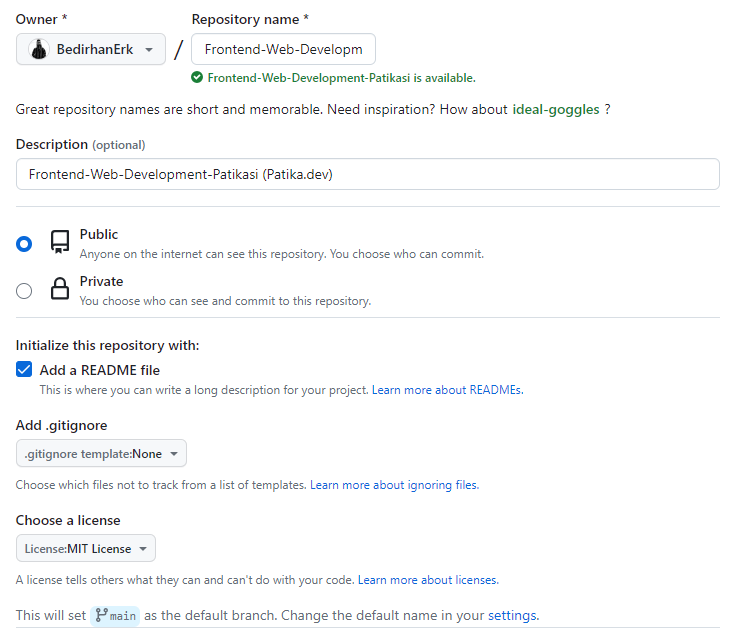 Owner *
Repository name *
BedirhanErk
/
Frontend-Web-Developm
Frontend-Web-Development-Patikasi is available.
Great repository names are short and memorable. Need inspiration? How about ideal-goggles ?
Description (optional)
Frontend-Web-Development-Patikasi (Patika.dev)
Public
Anyone on the internet can see this repository. You choose who can commit.
Private
You choose who can see and commit to this repository.
Initialize this repository with:
Add a README file
This is where you can write a long description for your project. Learn more about READMEs.
Add .gitignore
.gitignore template:None
Choose which files not to track from a list of templates. Learn more about ignoring files.
Choose a license
License:MIT License
A license tells others what they can and can't do with your code. Learn more about licenses.
This will set main as the default branch. Change the default name in your settings.